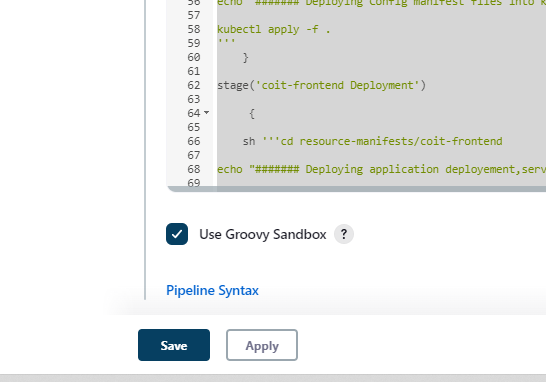 56 echo "####### Deploying Config manifest files into k
57
58 kubectl apply -f .
59 '''
60 }
61
62 stage('coit-frontend Deployment')
63
64 {
65
66 sh '''cd resource-manifests/coit-frontend
67
68 echo "####### Deploying application deployement,serv
69
Use Groovy Sandbox ?
Pipeline Syntax
Save Apply